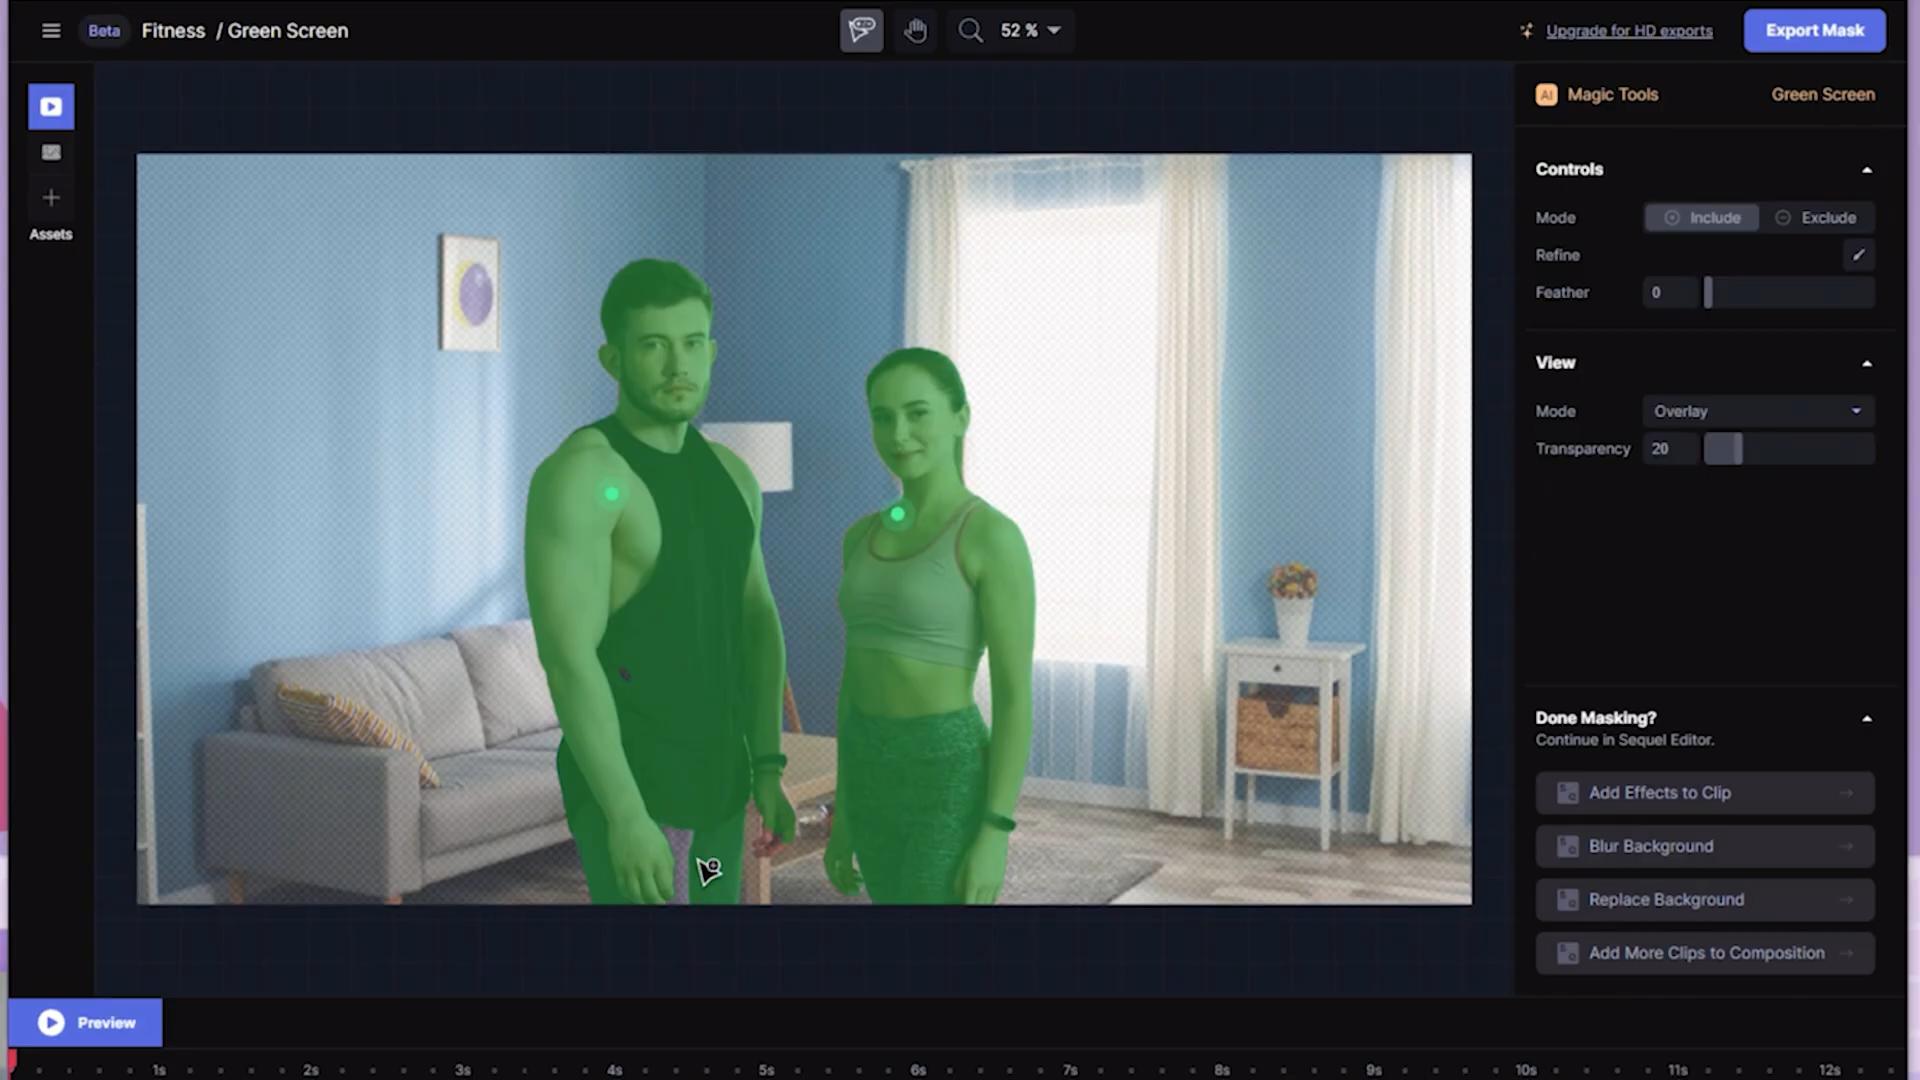 Beta Fitness / Green Screen 52 % Upgrade for HD exports Export Mask
AI Magic Tools Green Screen
Assets
Controls
Mode Include Exclude
Refine
Feather 0
View
Mode Overlay
Transparency 20
Done Masking?
Continue in Sequel Editor.
Add Effects to Clip
Blur Background
Replace Background
Add More Clips to Composition
Preview
1s 2s 3s 4s 5s 6s 7s 8s 9s 10s 11s 12s